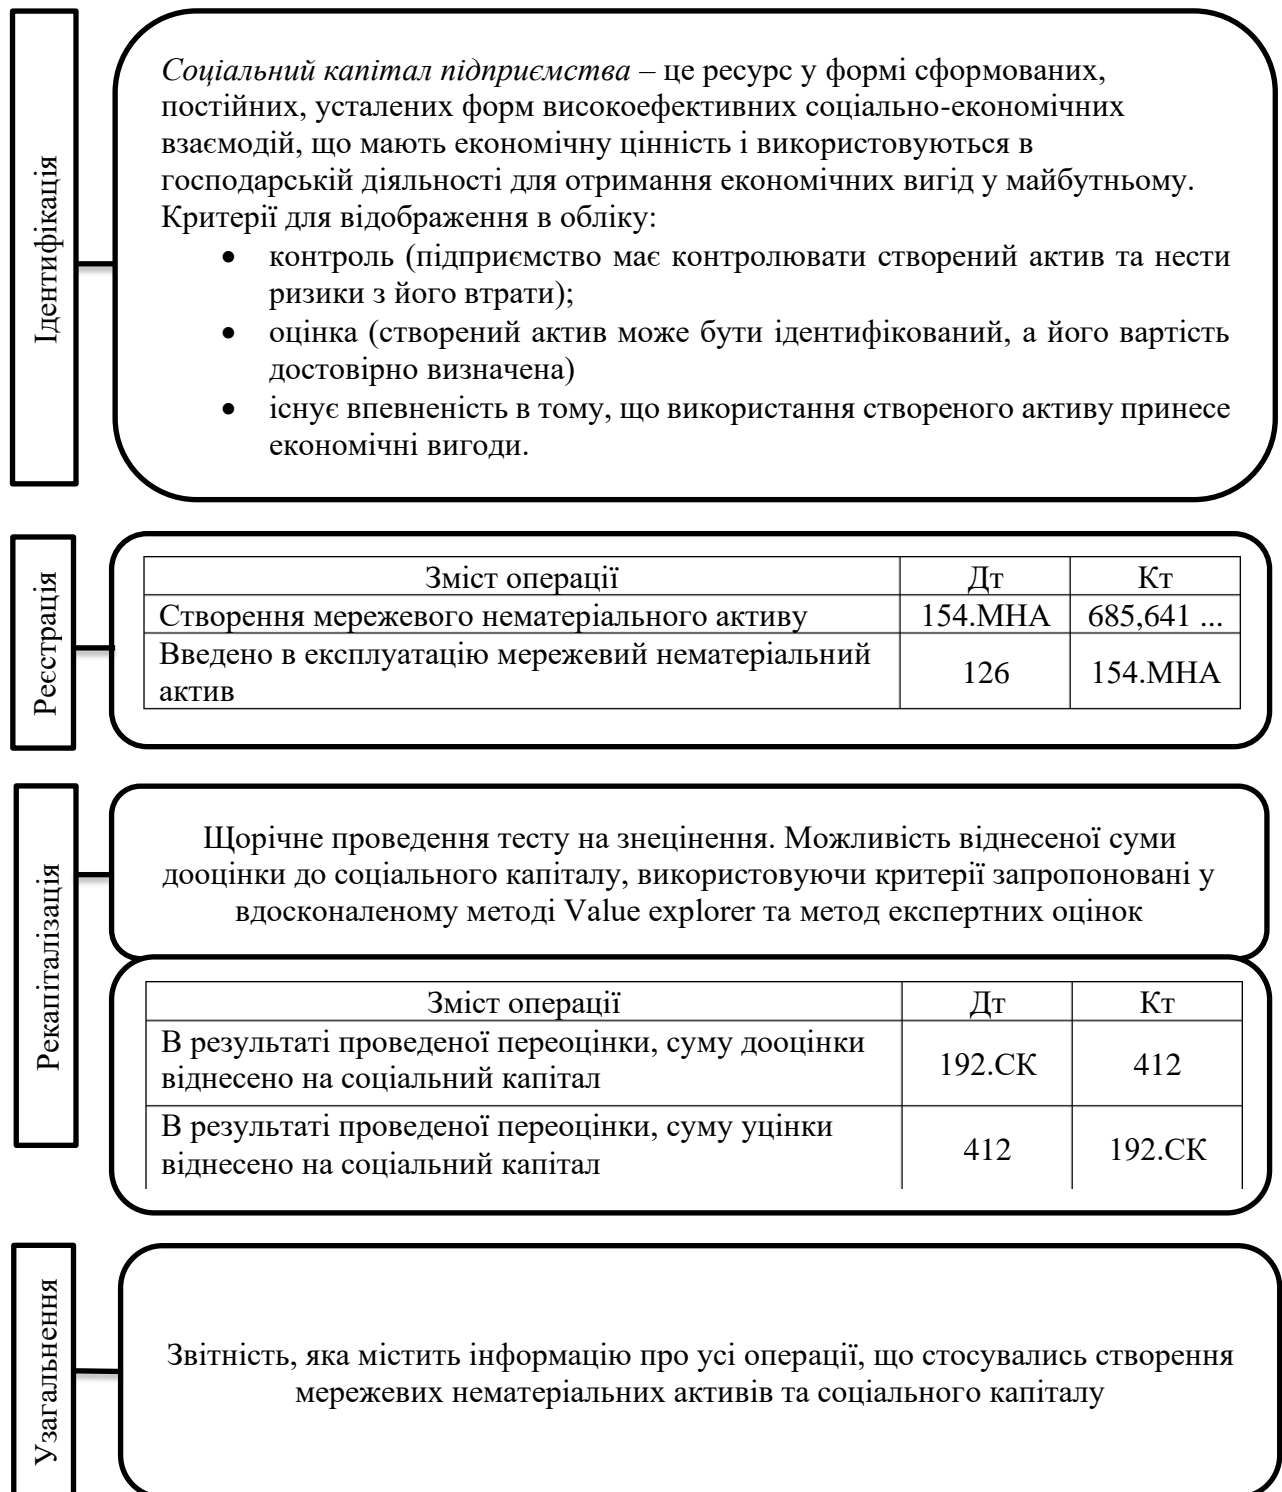 Ідентифікація
Соціальний капітал підприємства – це ресурс у формі сформованих,
постійних, усталених форм високоефективних соціально-економічних
взаємодій, що мають економічну цінність і використовуються в
господарській діяльності для отримання економічних вигід у майбутньому.
Критерії для відображення в обліку:
• контроль (підприємство має контролювати створений актив та нести
ризики з його втрати);
• оцінка (створений актив може бути ідентифікований, а його вартість
достовірно визначена)
• існує впевненість в тому, що використання створеного активу принесе
економічні вигоди.
Реєстрація
Зміст операції Дт Кт
Створення мережевого нематеріального активу 154.МНА 685,641 ...
Введено в експлуатацію мережевий нематеріальний
актив 126 154.МНА
Рекапіталізація
Щорічне проведення тесту на знецінення. Можливість віднесеної суми
дооцінки до соціального капіталу, використовуючи критерії запропоновані у
вдосконаленому методі Value explorer та метод експертних оцінок
Зміст операції Дт Кт
В результаті проведеної переоцінки, суму дооцінки
віднесено на соціальний капітал 192.СК 412
В результаті проведеної переоцінки, суму уцінки
віднесено на соціальний капітал 412 192.СК
Узагальнення
Звітність, яка містить інформацію про усі операції, що стосувались створення
мережевих нематеріальних активів та соціального капіталу